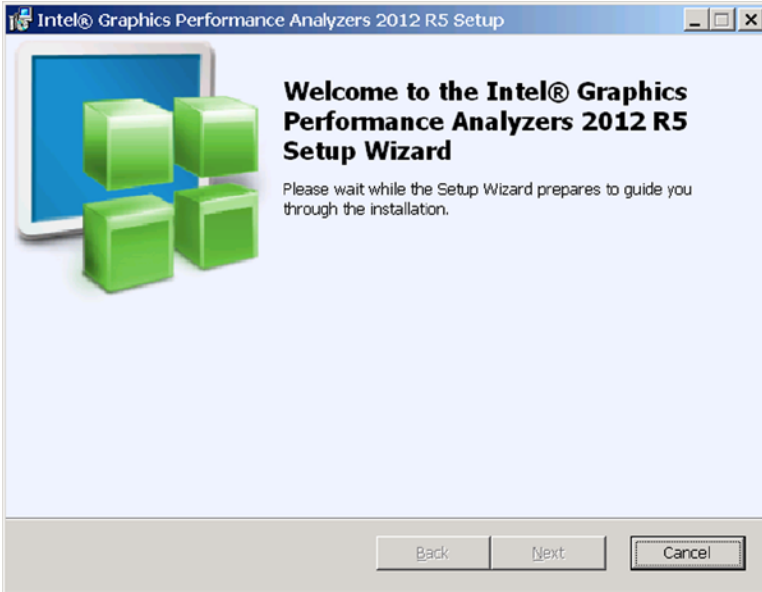 Intel® Graphics Performance Analyzers 2012 R5 Setup
Welcome to the Intel® Graphics
Performance Analyzers 2012 R5
Setup Wizard
Please wait while the Setup Wizard prepares to guide you
through the installation.
Back Next Cancel